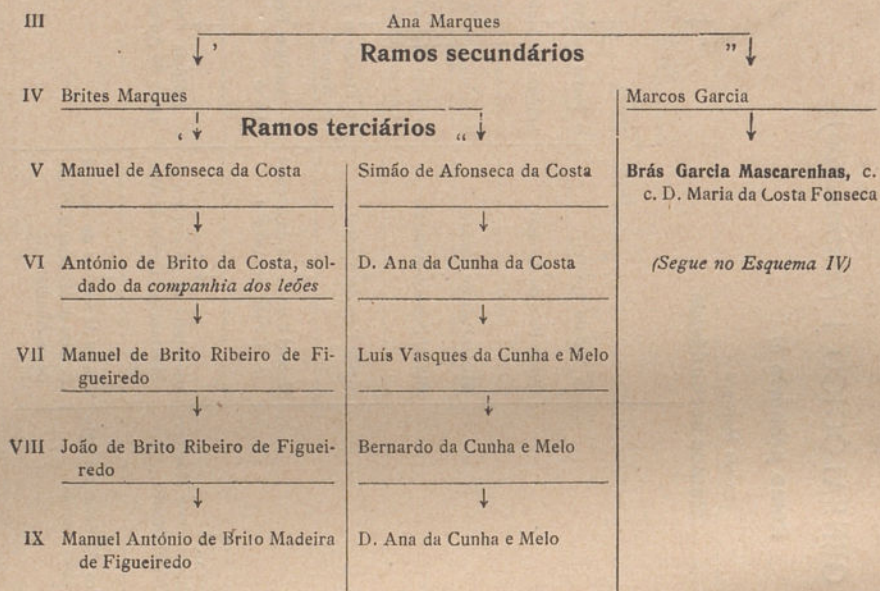 III Ana Marques
' Ramos secundários "
IV Brites Marques Marcos Garcia
‘ Ramos terciários “
V Manuel de Afonseca da Costa Simão de Afonseca da Costa Brás Garcia Mascarenhas, c.
c. D. Maria da Costa Fonseca
VI António de Brito da Costa, sol- D. Ana da Cunha da Costa (Segue no Esquema IV)
dado da companhia dos leões
VII Manuel de Brito Ribeiro de Fi- Luís Vasques da Cunha e Melo
gueiredo
VIII João de Brito Ribeiro de Figuei- Bernardo da Cunha e Melo
redo
IX Manuel António de Brito Madeira D. Ana da Cunha e Melo
de Figueiredo